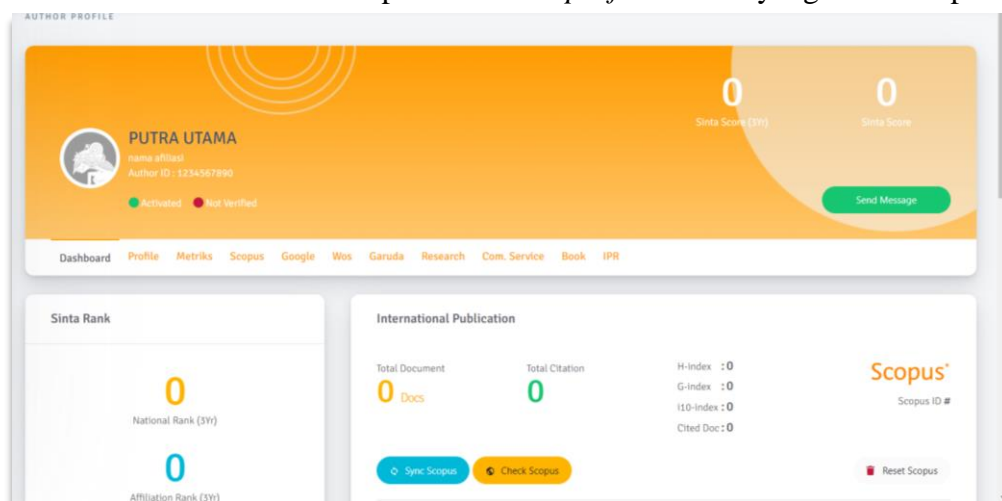 AUTHOR PROFILE
PUTRA UTAMA
nama afiliasi
Author ID : 1234567890
Activated Not Verified
0
Sinta Score (3Yr)
0
Sinta Score
Send Message
Dashboard Profile Metriks Scopus Google Wos Garuda Research Com. Service Book IPR
Sinta Rank
0
National Rank (3Yr)
0
Affiliation Rank (3Yr)
International Publication
Total Document
0 Docs
Total Citation
0
H-Index : 0
G-Index : 0
I10-Index : 0
Cited Doc : 0
Scopus
Scopus ID #
Sync Scopus
Check Scopus
Reset Scopus